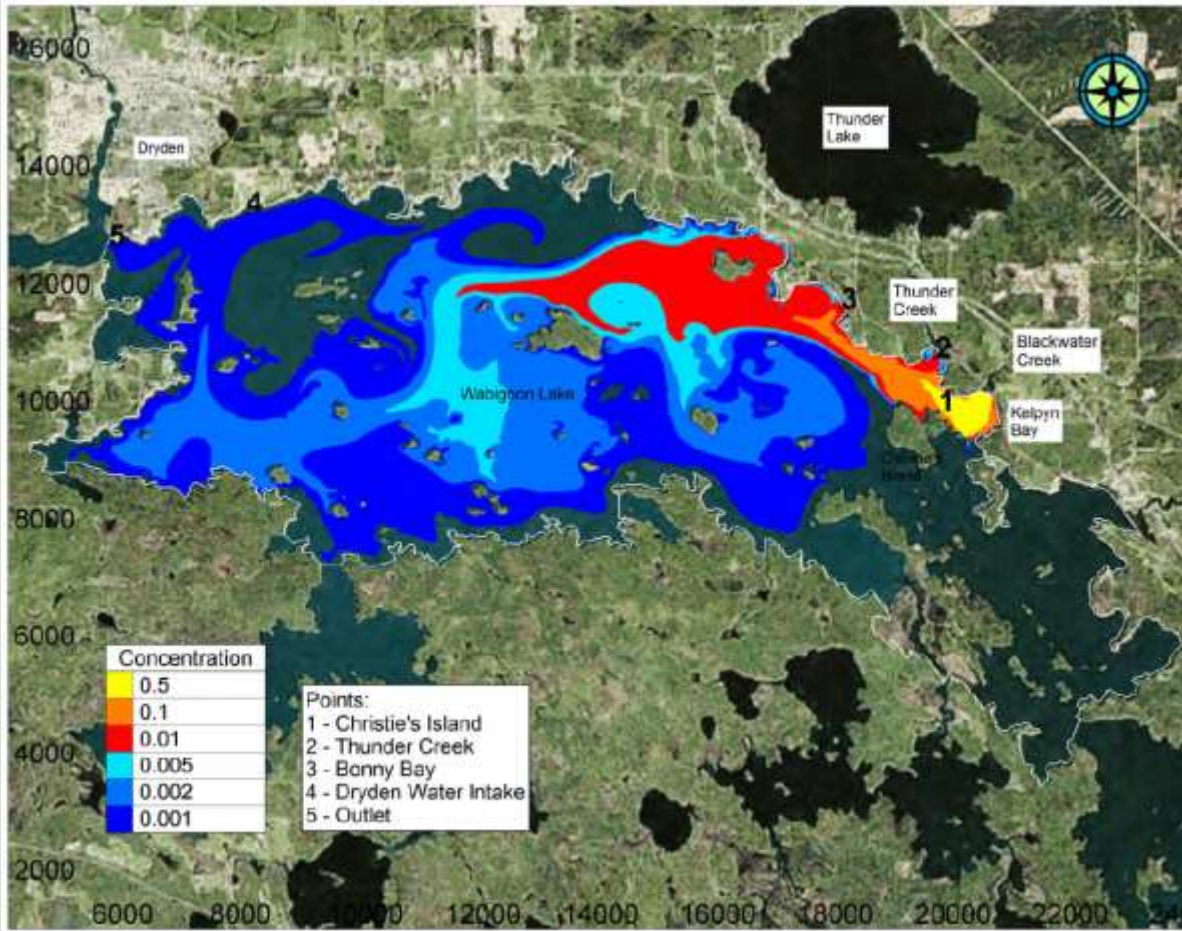 16000
Thunder
Lake
Dryden
14000
4
5
12000
3
Thunder
Creek
2
Blackwater
Creek
Wabignon Lake
10000
1
Kelpyn
Bay
Island
8000
6000
Concentration
0.5
0.1
0.01
0.005
0.002
0.001
Points:
1 - Christie's Island
2 - Thunder Creek
3 - Bonny Bay
4 - Dryden Water Intake
5 - Outlet
4000
2000
6000 8000 10000 12000 14000 16000 18000 20000 22000